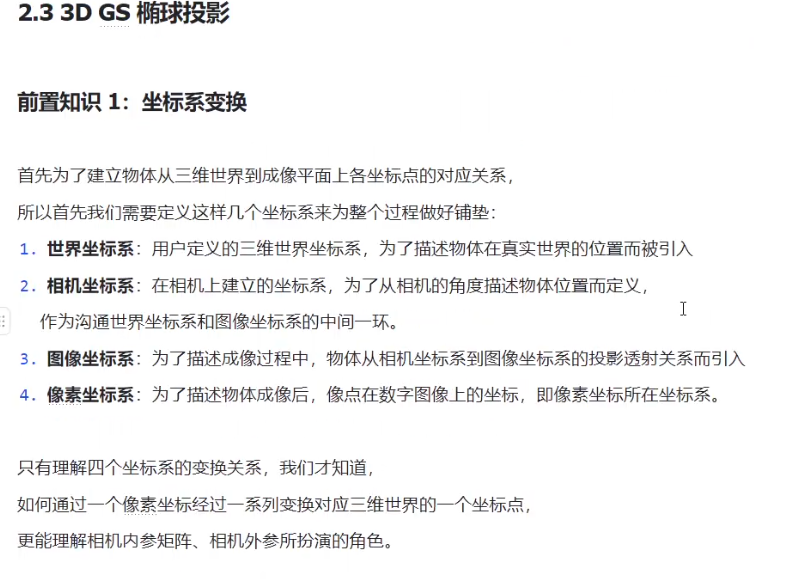 2.3 3D GS 椭球投影
前置知识 1：坐标系变换
首先为了建立物体从三维世界到成像平面上各坐标点的对应关系，
所以首先我们需要定义这样几个坐标系来为整个过程做好铺垫：
1. 世界坐标系：用户定义的三维世界坐标系，为了描述物体在真实世界的位置而被引入
2. 相机坐标系：在相机上建立的坐标系，为了从相机的角度描述物体位置而定义，
作为沟通世界坐标系和图像坐标系的中间一环。
3. 图像坐标系：为了描述成像过程中，物体从相机坐标系到图像坐标系的投影透射关系而引入
4. 像素坐标系：为了描述物体成像后，像点在数字图像上的坐标，即像素坐标所在坐标系。
只有理解四个坐标系的变换关系，我们才知道，
如何通过一个像素坐标经过一系列变换对应三维世界的一个坐标点，
更能理解相机内参矩阵、相机外参所扮演的角色。